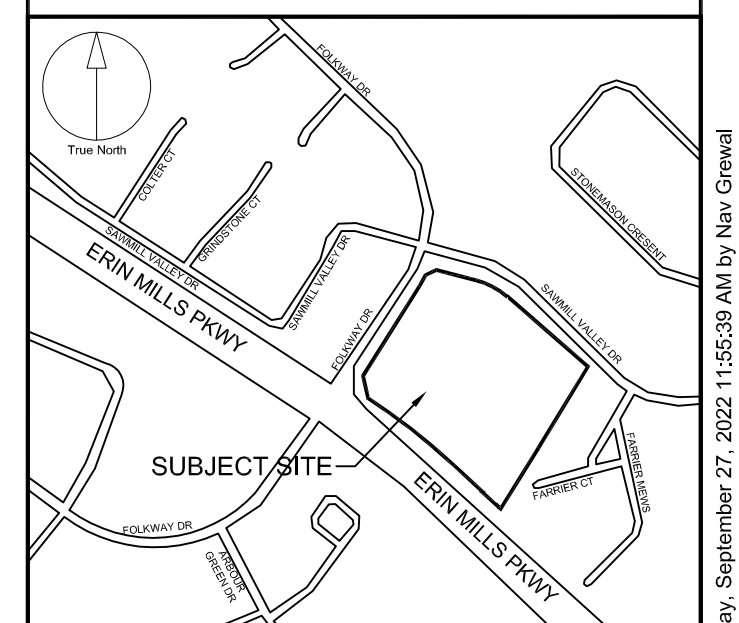 FOLKWAY DR
True North
COLTER CT
GRINDSTONE CT
STONEMASON CRESENT
SAWMILL VALLEY DR
ERIN MILLS PKWY
SAWMILL VALLEY DR
SAWMILL VALLEY DR
FOLKWAY DR
SUBJECT SITE
ERIN MILLS PKWY
FARRIER CT
FARRIER MEWS
FOLKWAY DR
ARBOUR
GREEN DR
ay, September 27, 2022 11:55:39 AM by Nav Grewal